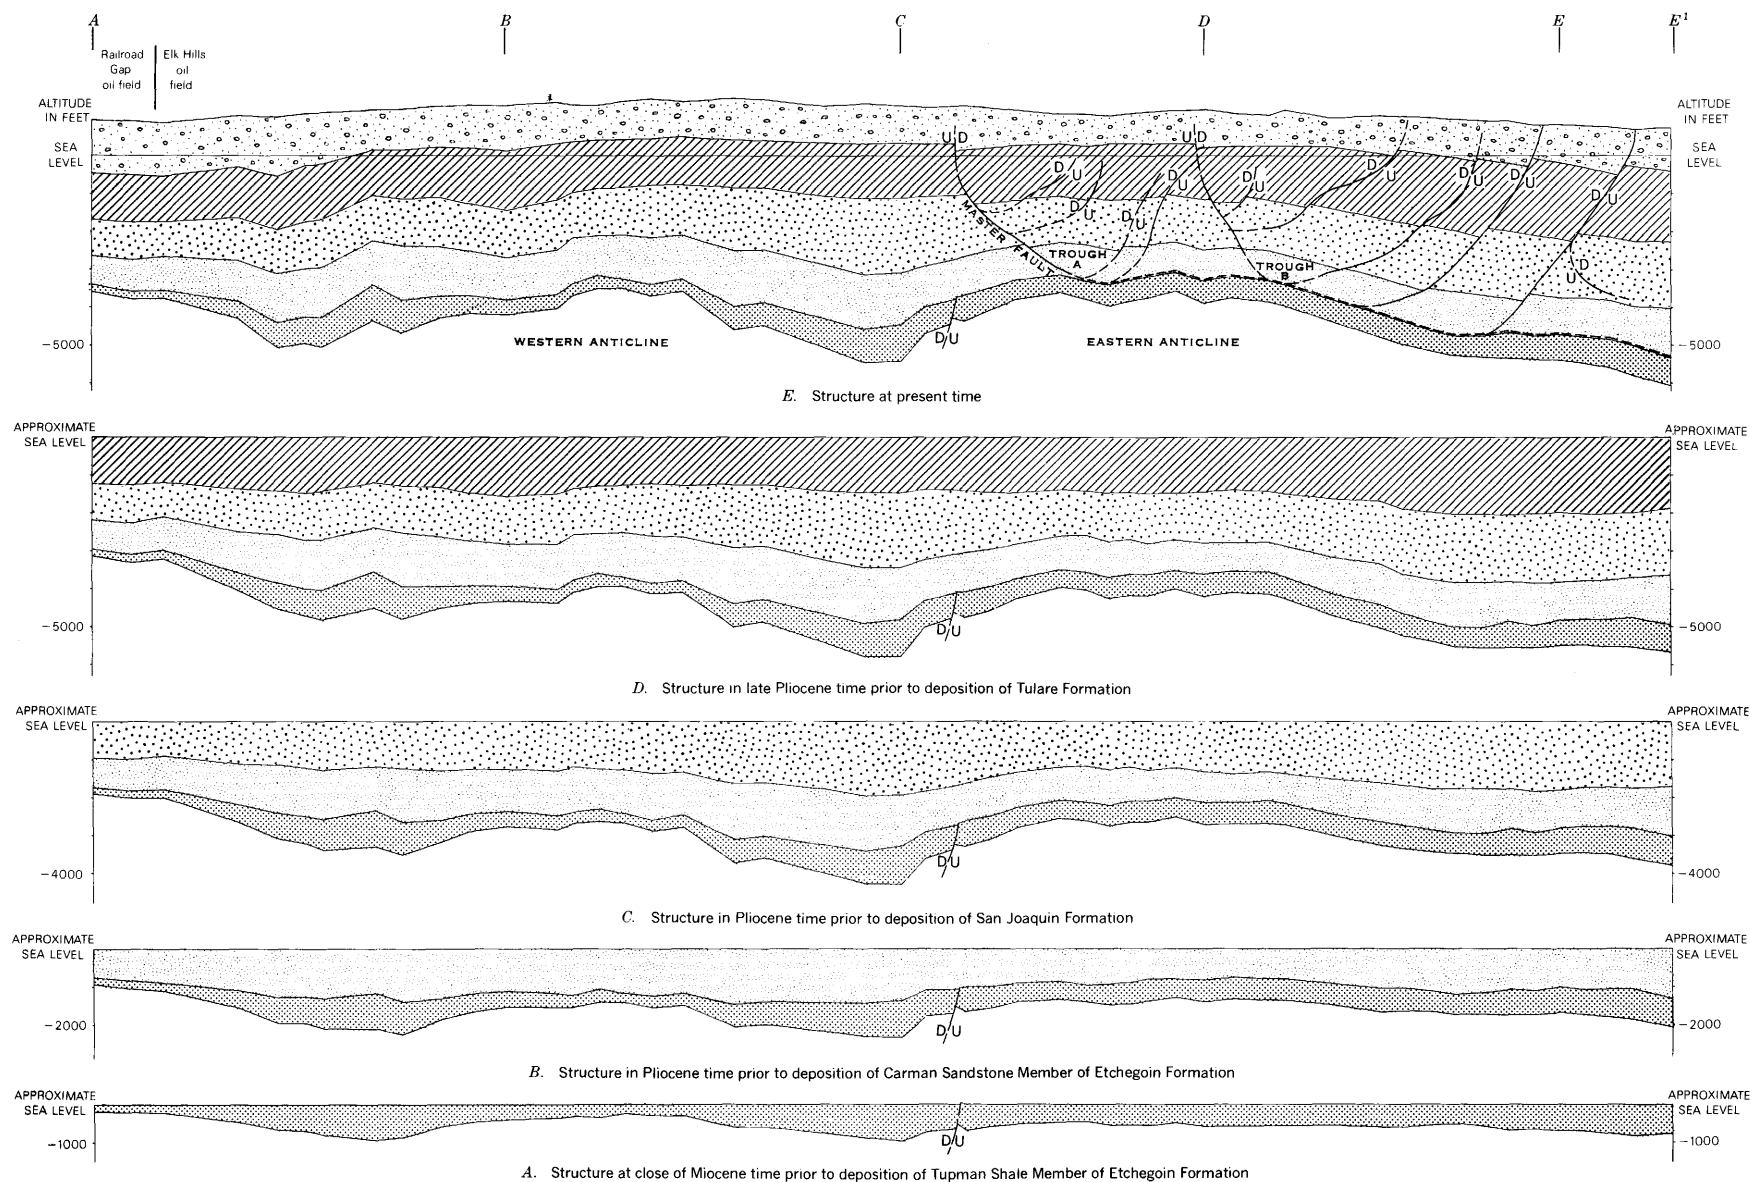 A B C D E E¹
Railroad Gap oil field
Elk Hills oil field
ALTITUDE IN FEET
SEA LEVEL
ALTITUDE IN FEET
SEA LEVEL
U D
U D
D U
D U
D U
D U
D U
D U
D U
D U
D U
U D
MASTER FAULT
TROUGH A
TROUGH B
D/U
−5000
WESTERN ANTICLINE
EASTERN ANTICLINE
−5000
E. Structure at present time
APPROXIMATE SEA LEVEL
APPROXIMATE SEA LEVEL
−5000
D/U
−5000
D. Structure in late Pliocene time prior to deposition of Tulare Formation
APPROXIMATE SEA LEVEL
APPROXIMATE SEA LEVEL
D/U
−4000
−4000
C. Structure in Pliocene time prior to deposition of San Joaquin Formation
APPROXIMATE SEA LEVEL
APPROXIMATE SEA LEVEL
−2000
D/U
−2000
B. Structure in Pliocene time prior to deposition of Carman Sandstone Member of Etchegoin Formation
APPROXIMATE SEA LEVEL
APPROXIMATE SEA LEVEL
−1000
D/U
−1000
A. Structure at close of Miocene time prior to deposition of Tupman Shale Member of Etchegoin Formation